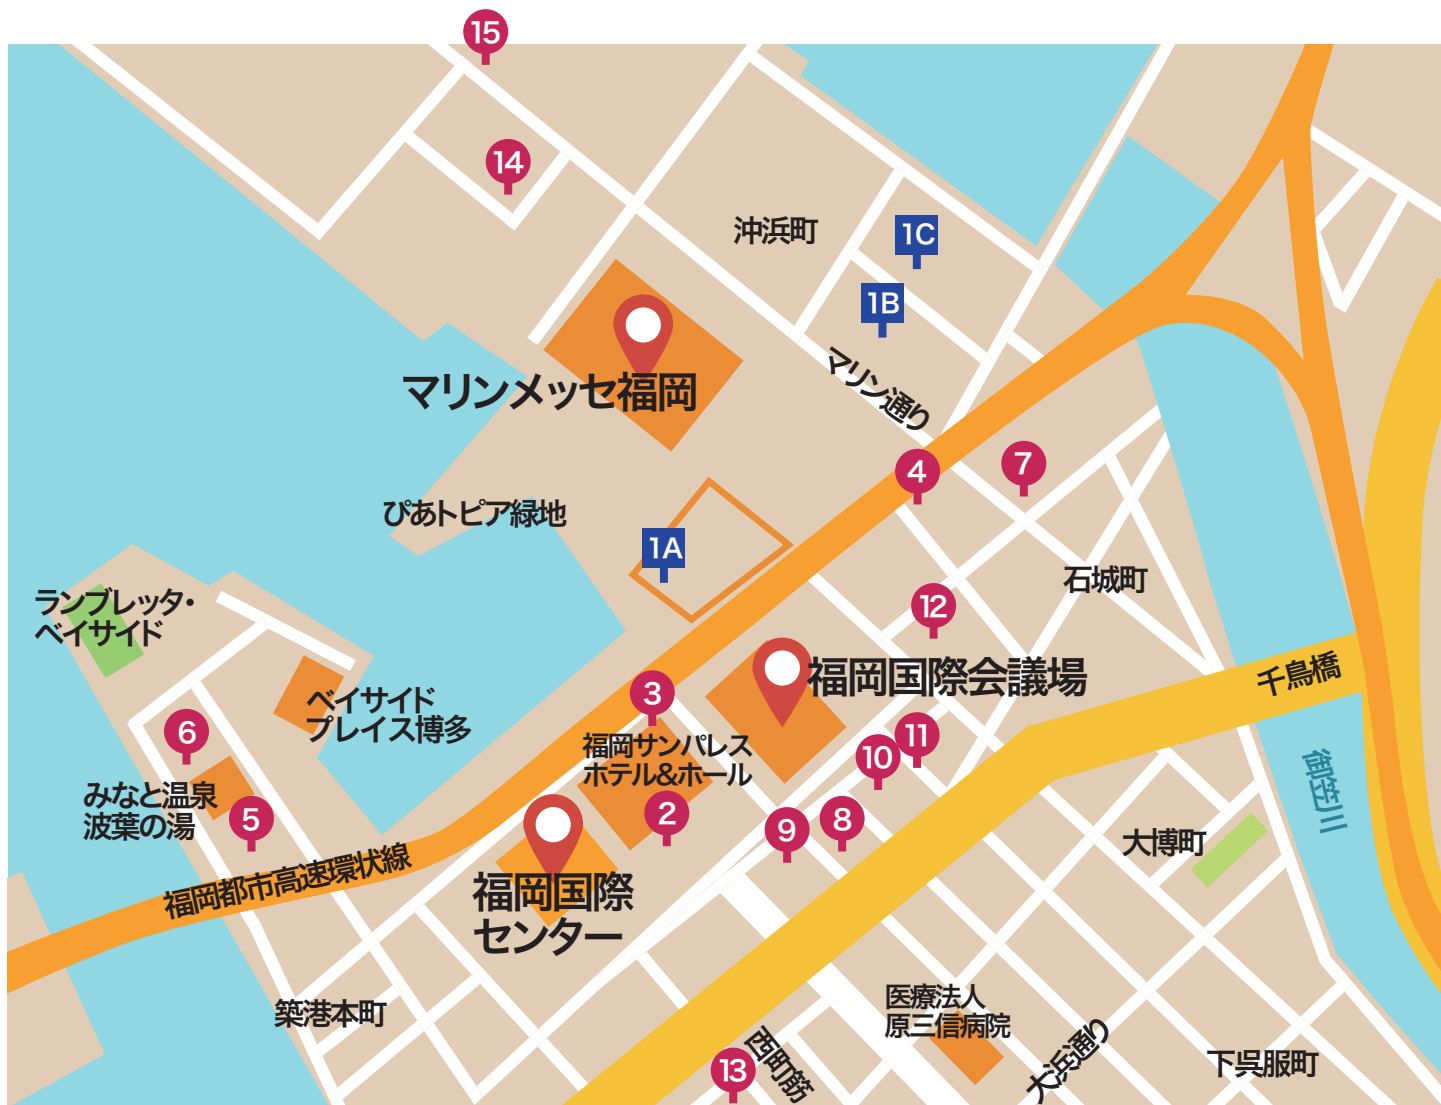 15
14
沖浜町
1C
1B
マリンメッセ福岡
マリン通り
4
7
ぴあトピア緑地
1A
石城町
ランブレッタ・
ベイサイド
12
福岡国際会議場
千鳥橋
3
ベイサイド
プレイス博多
6
福岡サンパレス
ホテル&ホール
11
10
御笠川
みなと温泉
波葉の湯
5
2
9
8
大博町
福岡都市高速環状線
福岡国際
センター
築港本町
医療法人
原三信病院
西町筋
13
大浜通り
下呉服町